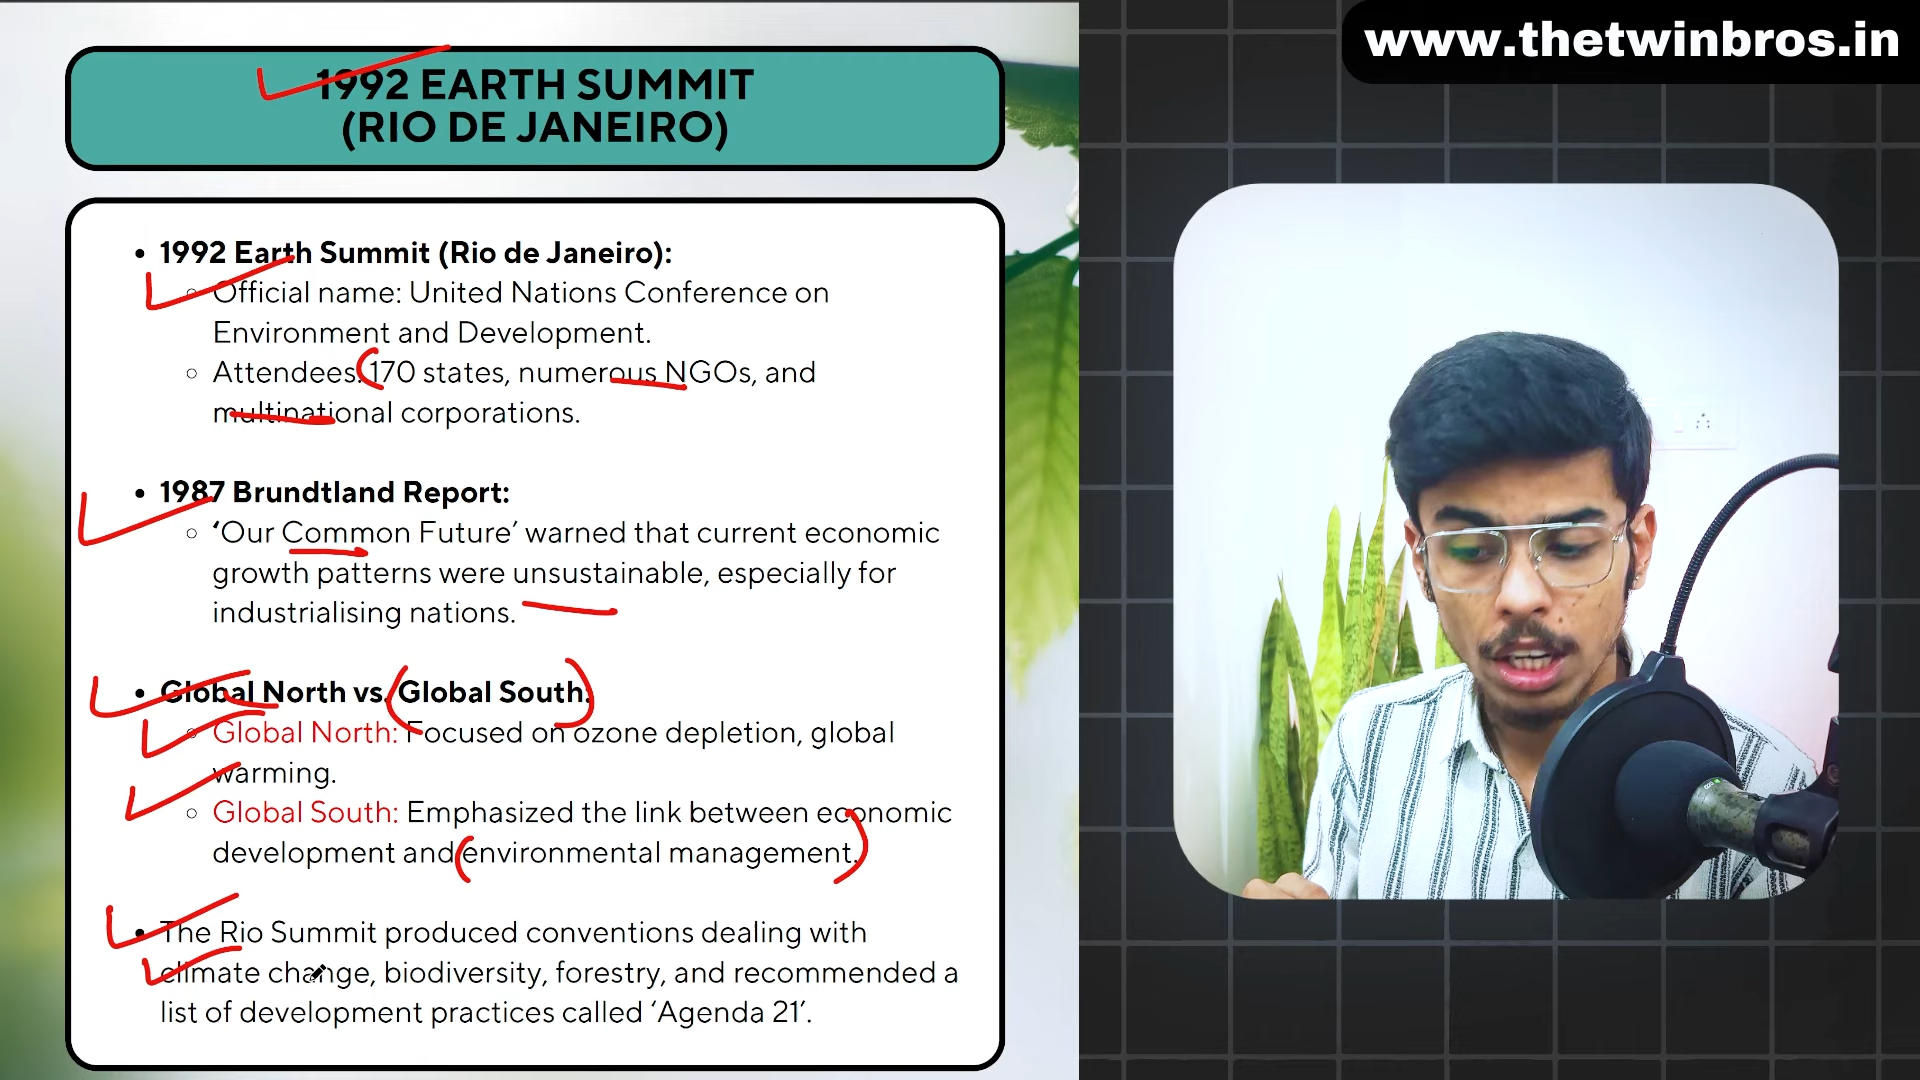 www.thetwinbros.in
1992 EARTH SUMMIT
(RIO DE JANEIRO)
• 1992 Earth Summit (Rio de Janeiro):
○ Official name: United Nations Conference on
Environment and Development.
○ Attendees: 170 states, numerous NGOs, and
multinational corporations.
• 1987 Brundtland Report:
○ ‘Our Common Future’ warned that current economic
growth patterns were unsustainable, especially for
industrialising nations.
• Global North vs. Global South:
○ Global North: Focused on ozone depletion, global
warming.
○ Global South: Emphasized the link between economic
development and environmental management.
• The Rio Summit produced conventions dealing with
climate change, biodiversity, forestry, and recommended a
list of development practices called ‘Agenda 21’.